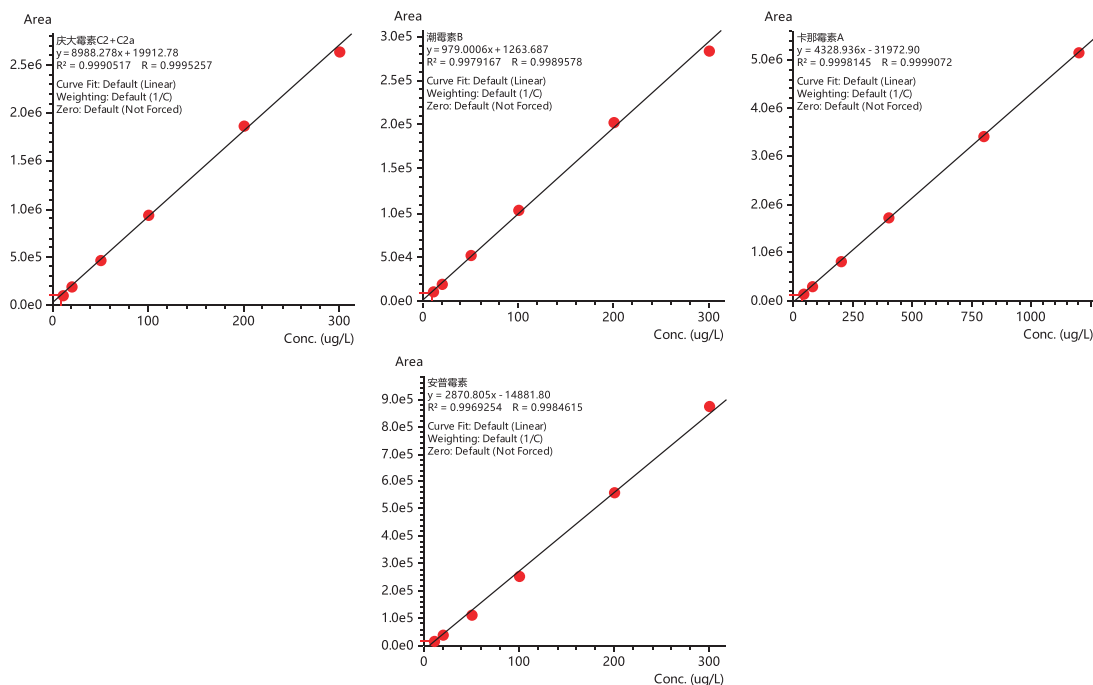 Area
庆大霉素C2+C2a
y = 8988.278x + 19912.78
R² = 0.9990517 R = 0.9995257
Curve Fit: Default (Linear)
Weighting: Default (1/C)
Zero: Default (Not Forced)
2.5e6
2.0e6
1.5e6
1.0e6
5.0e5
0.0e0
0 100 200 300
Conc. (ug/L)
Area
潮霉素B
y = 979.0006x + 1263.687
R² = 0.9979167 R = 0.9989578
Curve Fit: Default (Linear)
Weighting: Default (1/C)
Zero: Default (Not Forced)
3.0e5
2.5e5
2.0e5
1.5e5
1.0e5
5.0e4
0.0e0
0 100 200 300
Conc. (ug/L)
Area
卡那霉素A
y = 4328.936x - 31972.90
R² = 0.9998145 R = 0.9999072
Curve Fit: Default (Linear)
Weighting: Default (1/C)
Zero: Default (Not Forced)
5.0e6
4.0e6
3.0e6
2.0e6
1.0e6
0.0e0
0 250 500 750 1000
Conc. (ug/L)
Area
安普霉素
y = 2870.805x - 14881.80
R² = 0.9969254 R = 0.9984615
Curve Fit: Default (Linear)
Weighting: Default (1/C)
Zero: Default (Not Forced)
9.0e5
8.0e5
7.0e5
6.0e5
5.0e5
4.0e5
3.0e5
2.0e5
1.0e5
0.0e0
0 100 200 300
Conc. (ug/L)